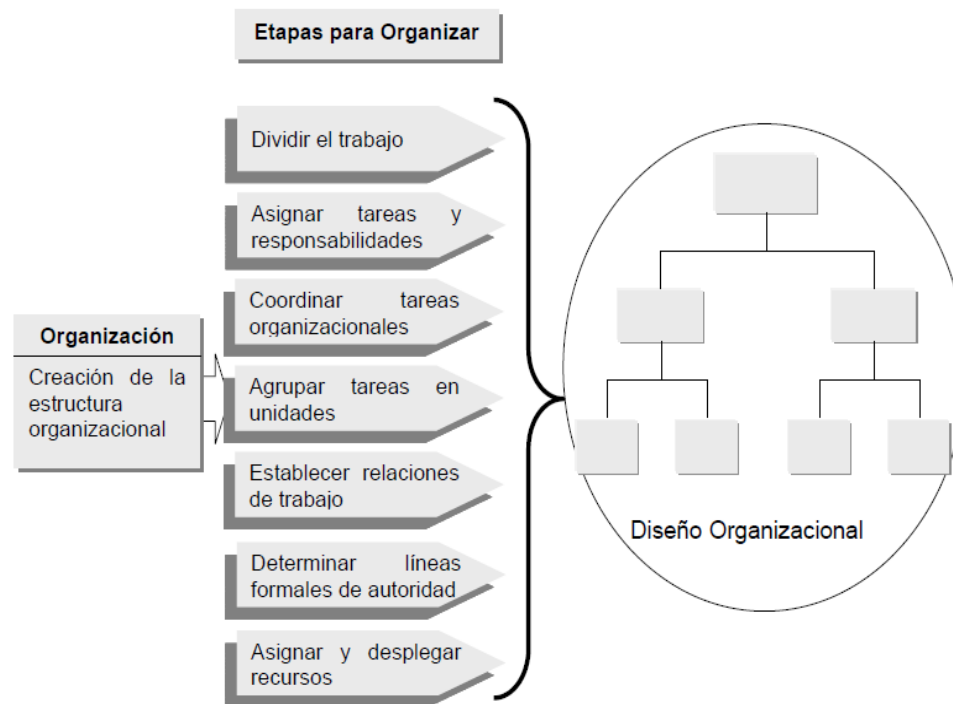 Etapas para Organizar
Dividir el trabajo
Asignar tareas y
responsabilidades
Coordinar tareas
organizacionales
Organización
Creación de la
estructura
organizacional
Agrupar tareas en
unidades
Establecer relaciones
de trabajo
Determinar líneas
formales de autoridad
Asignar y desplegar
recursos
Diseño Organizacional